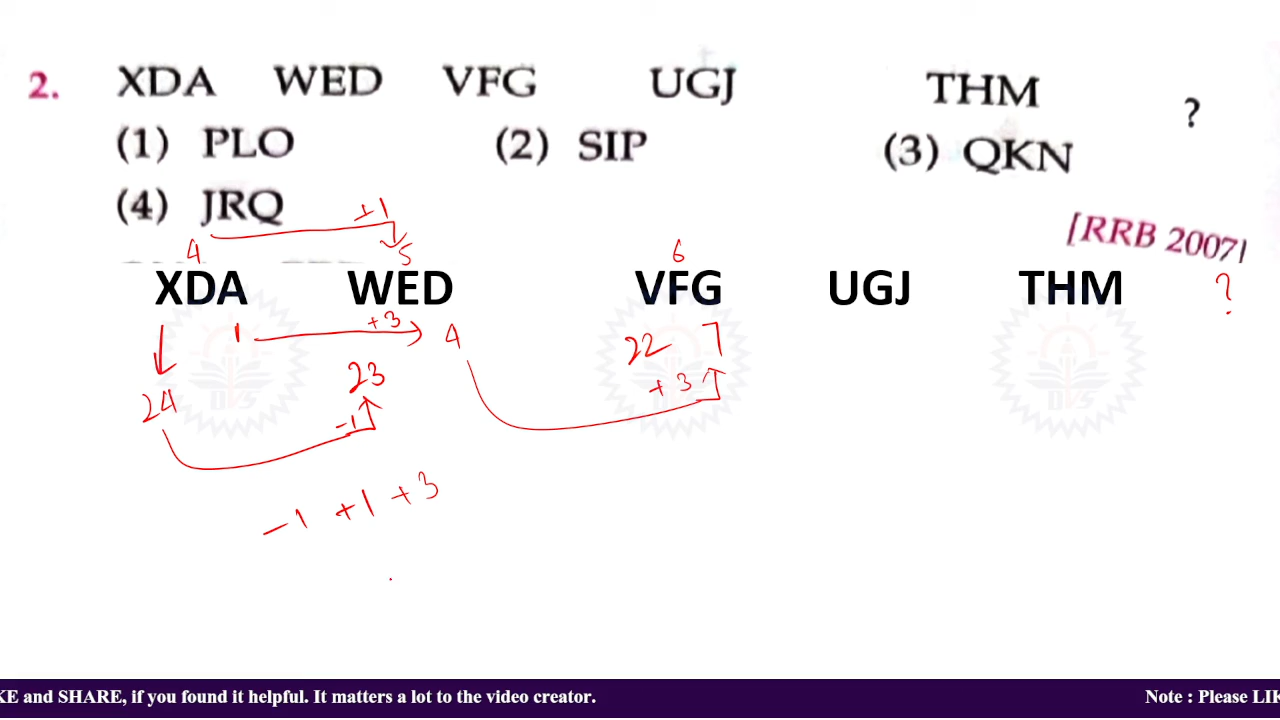 2. XDA WED VFG UGJ THM ?
(1) PLO (2) SIP (3) QKN
(4) JRQ
[RRB 2007]
+1
4 5 6
XDA WED VFG UGJ THM ?
1 +3 4 22 7
24 23 +3
-1
-1 +1 +3
KE and SHARE, if you found it helpful. It matters a lot to the video creator. Note : Please LIK